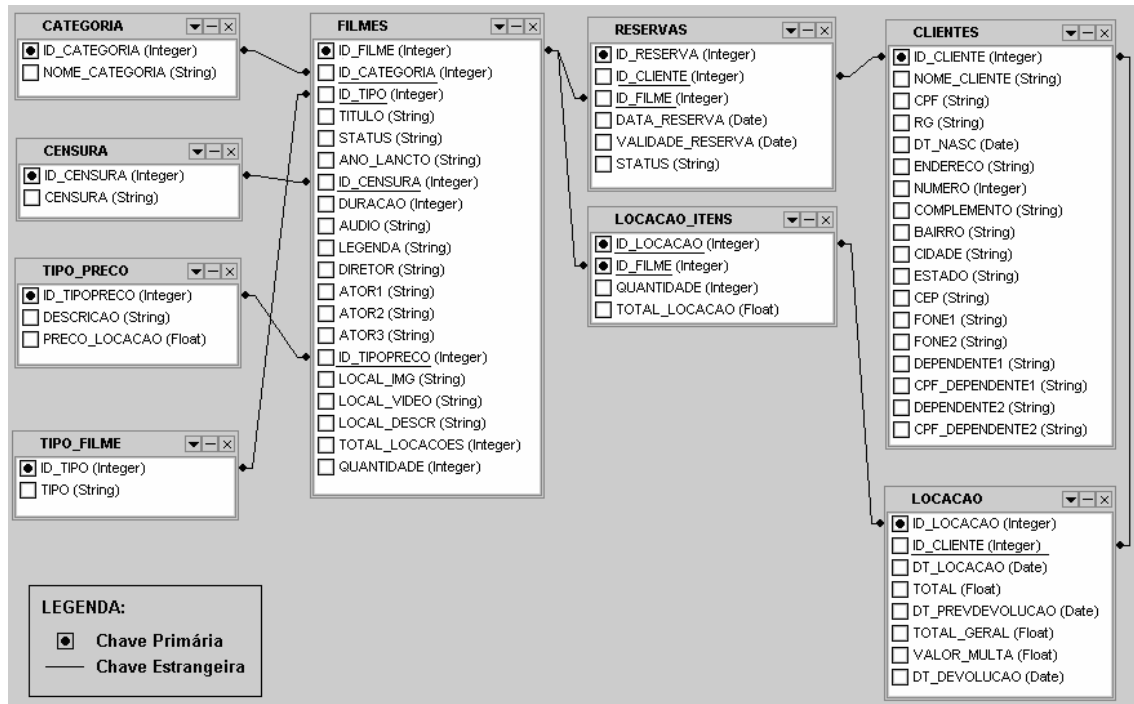 CATEGORIA
ID_CATEGORIA (Integer)
NOME_CATEGORIA (String)
CENSURA
ID_CENSURA (Integer)
CENSURA (String)
TIPO_PRECO
ID_TIPOPRECO (Integer)
DESCRICAO (String)
PRECO_LOCACAO (Float)
TIPO_FILME
ID_TIPO (Integer)
TIPO (String)
FILMES
ID_FILME (Integer)
ID_CATEGORIA (Integer)
ID_TIPO (Integer)
TITULO (String)
STATUS (String)
ANO_LANCTO (String)
ID_CENSURA (Integer)
DURACAO (Integer)
AUDIO (String)
LEGENDA (String)
DIRETOR (String)
ATOR1 (String)
ATOR2 (String)
ATOR3 (String)
ID_TIPOPRECO (Integer)
LOCAL_IMG (String)
LOCAL_VIDEO (String)
LOCAL_DESCR (String)
TOTAL_LOCACOES (Integer)
QUANTIDADE (Integer)
RESERVAS
ID_RESERVA (Integer)
ID_CLIENTE (Integer)
ID_FILME (Integer)
DATA_RESERVA (Date)
VALIDADE_RESERVA (Date)
STATUS (String)
LOCACAO_ITENS
ID_LOCACAO (Integer)
ID_FILME (Integer)
QUANTIDADE (Integer)
TOTAL_LOCACAO (Float)
CLIENTES
ID_CLIENTE (Integer)
NOME_CLIENTE (String)
CPF (String)
RG (String)
DT_NASC (Date)
ENDERECO (String)
NUMERO (Integer)
COMPLEMENTO (String)
BAIRRO (String)
CIDADE (String)
ESTADO (String)
CEP (String)
FONE1 (String)
FONE2 (String)
DEPENDENTE1 (String)
CPF_DEPENDENTE1 (String)
DEPENDENTE2 (String)
CPF_DEPENDENTE2 (String)
LOCACAO
ID_LOCACAO (Integer)
ID_CLIENTE (Integer)
DT_LOCACAO (Date)
TOTAL (Float)
DT_PREVDEVOLUCAO (Date)
TOTAL_GERAL (Float)
VALOR_MULTA (Float)
DT_DEVOLUCAO (Date)
LEGENDA:
Chave Primária
Chave Estrangeira